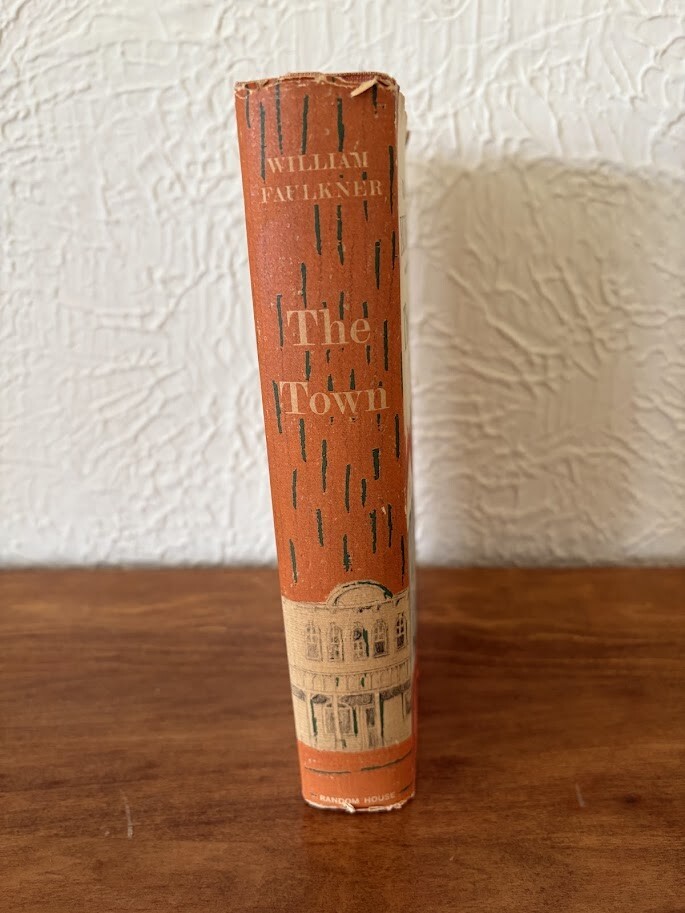 WILLIAM
FAULKNER
The
Town
RANDOM HOUSE